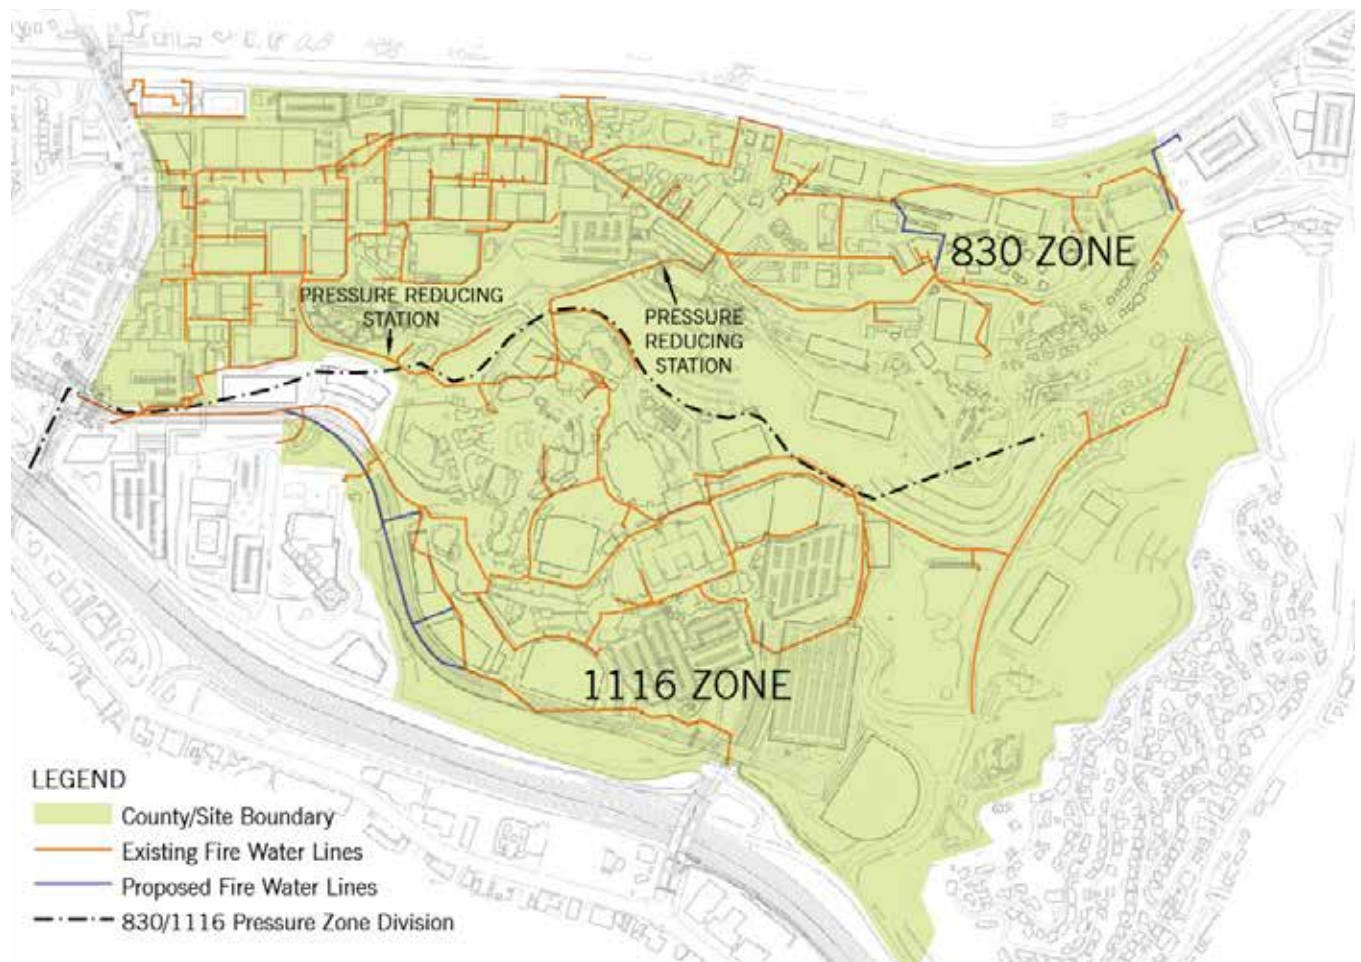 830 ZONE
PRESSURE REDUCING
STATION
PRESSURE
REDUCING
STATION
1116 ZONE
LEGEND
County/Site Boundary
Existing Fire Water Lines
Proposed Fire Water Lines
830/1116 Pressure Zone Division